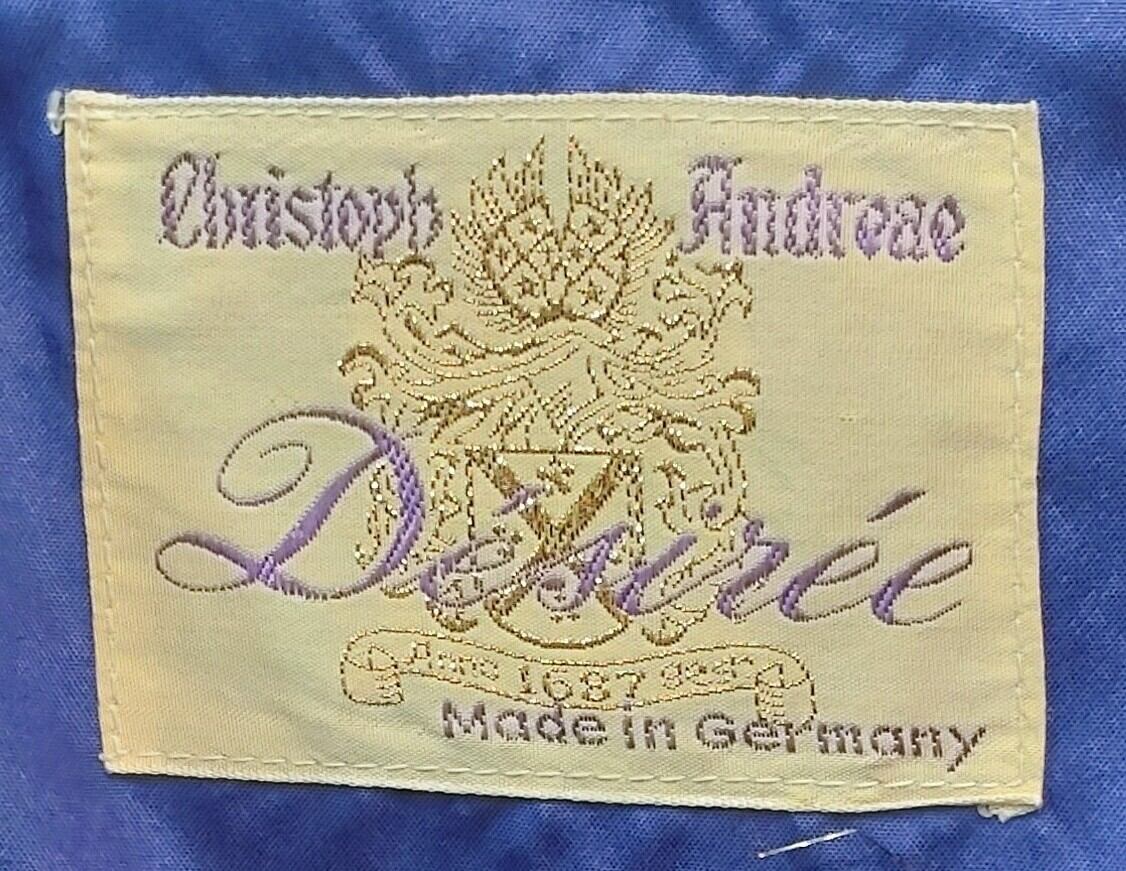 Christoph Andreae
Désirée
Anno 1687
Made in Germany